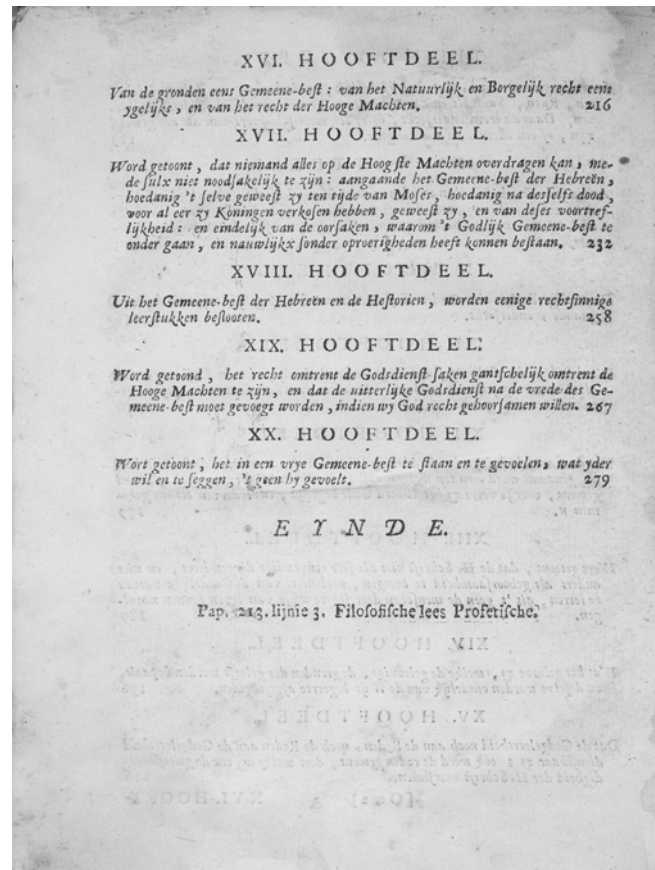 XVI. HOOFTDEEL.
Van de gronden eens Gemeene-best : van het Natuurlijk en Borgelijk recht eens
ygelijks , en van het recht der Hooge Machten. 216
XVII. HOOFTDEEL.
Word getoont , dat niemand alles op de Hoogſte Machten overdragen kan , me-
de ſulx niet noodſakelijk te zijn : aangaande het Gemeene-beſt der Hebreën ,
hoedanig 't ſelve geweeſt zy ten tijde van Moſes , hoedanig na detſelfs dood ,
voor al eer zy Koningen verkoſen hebben , geweeſt zy , en van deſes voortref-
lijkheid : en eindelijk van de oorſaken , waarom 't Godlijk Gemeene-beſt te
onder gaan , en nauwlijkx ſonder oproerigheden heeft konnen beſtaan. 232
XVIII. HOOFTDEEL.
Uit het Gemeene-beſt der Hebreën en de Heſtorien , worden eenige rechtſinnige
leerſtukken beſlooten. 258
XIX. HOOFTDEEL.
Word getoond , het recht omtrent de Godsdienſt-ſaken gantſchelijk omtrent de
Hooge Machten te zijn , en dat de uitterlijke Godsdienſt na de vrede des Ge-
meene-beſt moet gevoegt worden , indien wy God recht gehoorſamen willen. 267
XX. HOOFTDEEL.
Wort getoont , het in een vrye Gemeene-beſt te ſtaan en te gevoelen, wat yder
wil en te ſeggen , 't geen hy gevoelt. 279
EYNDE.
Pap. 213. lijnie 3. Filoſofiſche lees Profetiſche.